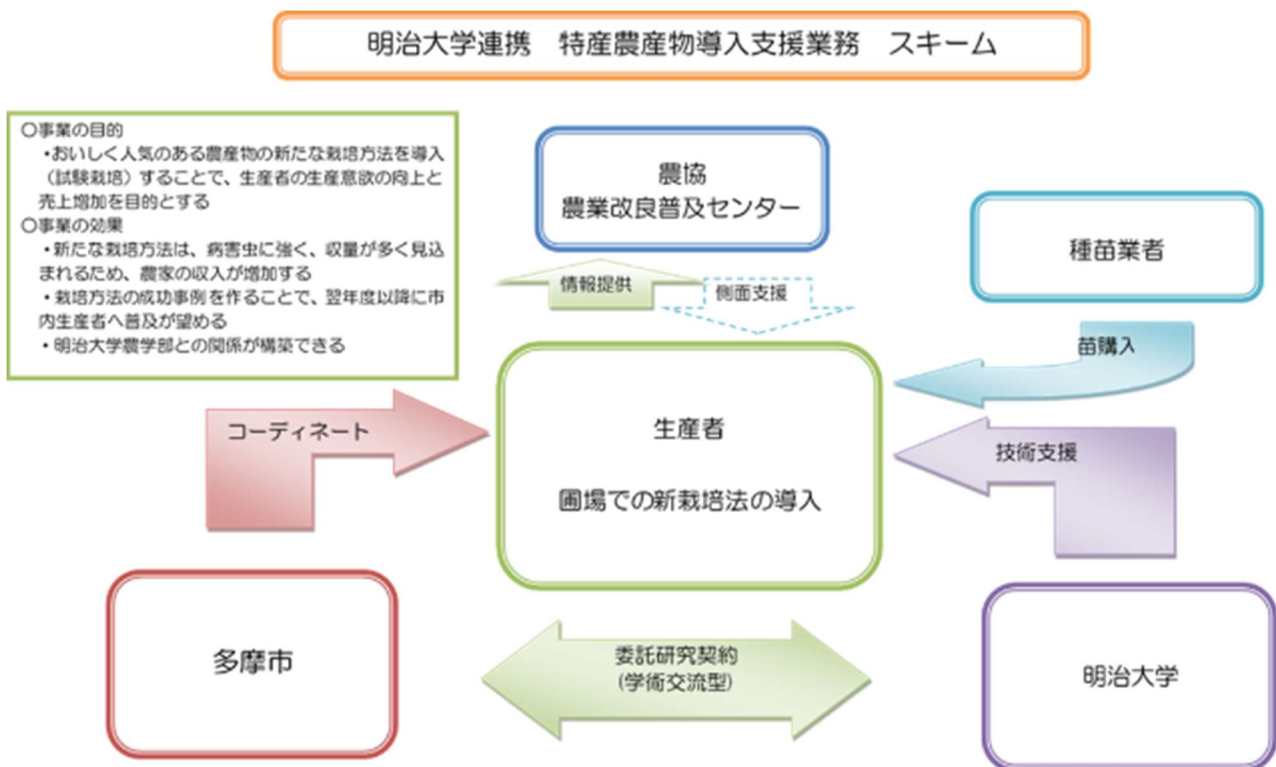 明治大学連携　特産農産物導入支援業務　スキーム
〇事業の目的
・おいしく人気のある農産物の新たな栽培方法を導入
（試験栽培）することで、生産者の生産意欲の向上と
売上増加を目的とする
〇事業の効果
・新たな栽培方法は、病害虫に強く、収量が多く見込
まれるため、農家の収入が増加する
・栽培方法の成功事例を作ることで、翌年度以降に市
内生産者へ普及が望める
・明治大学農学部との関係が構築できる
農協
農業改良普及センター
種苗業者
情報提供
側面支援
苗購入
コーディネート
生産者
圃場での新栽培法の導入
技術支援
多摩市
委託研究契約
(学術交流型)
明治大学